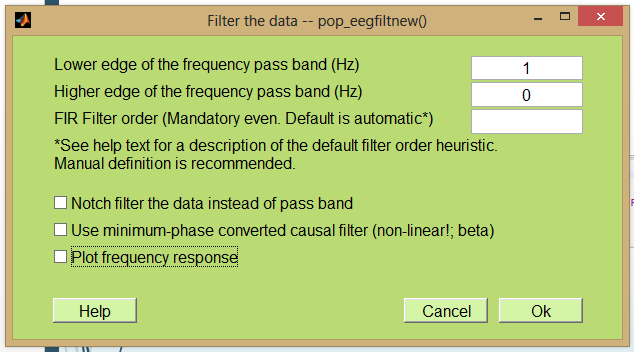 Filter the data -- pop_eegfiltnew()
Lower edge of the frequency pass band (Hz) 1
Higher edge of the frequency pass band (Hz) 0
FIR Filter order (Mandatory even. Default is automatic*)
*See help text for a description of the default filter order heuristic.
Manual definition is recommended.
Notch filter the data instead of pass band
Use minimum-phase converted causal filter (non-linear!; beta)
Plot frequency response
Help Cancel Ok